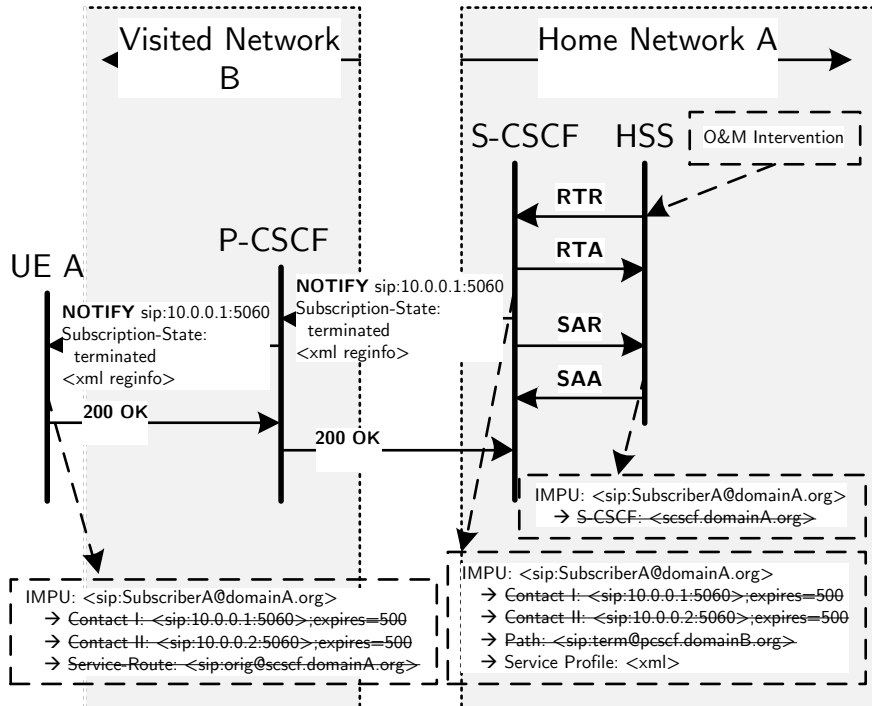 Visited Network
B
Home Network A
S-CSCF
HSS
O&M Intervention
RTR
P-CSCF
RTA
UE A
NOTIFY sip:10.0.0.1:5060
Subscription-State:
terminated
<xml reginfo>
NOTIFY sip:10.0.0.1:5060
Subscription-State:
terminated
<xml reginfo>
SAR
SAA
200 OK
200 OK
IMPU: <sip:SubscriberA@domainA.org>
→ S-CSCF: <scscf.domainA.org>
IMPU: <sip:SubscriberA@domainA.org>
→ Contact I: <sip:10.0.0.1:5060>;expires=500
→ Contact II: <sip:10.0.0.2:5060>;expires=500
→ Service-Route: <sip:orig@scscf.domainA.org>
IMPU: <sip:SubscriberA@domainA.org>
→ Contact I: <sip:10.0.0.1:5060>;expires=500
→ Contact II: <sip:10.0.0.2:5060>;expires=500
→ Path: <sip:term@pcscf.domainB.org>
→ Service Profile: <xml>